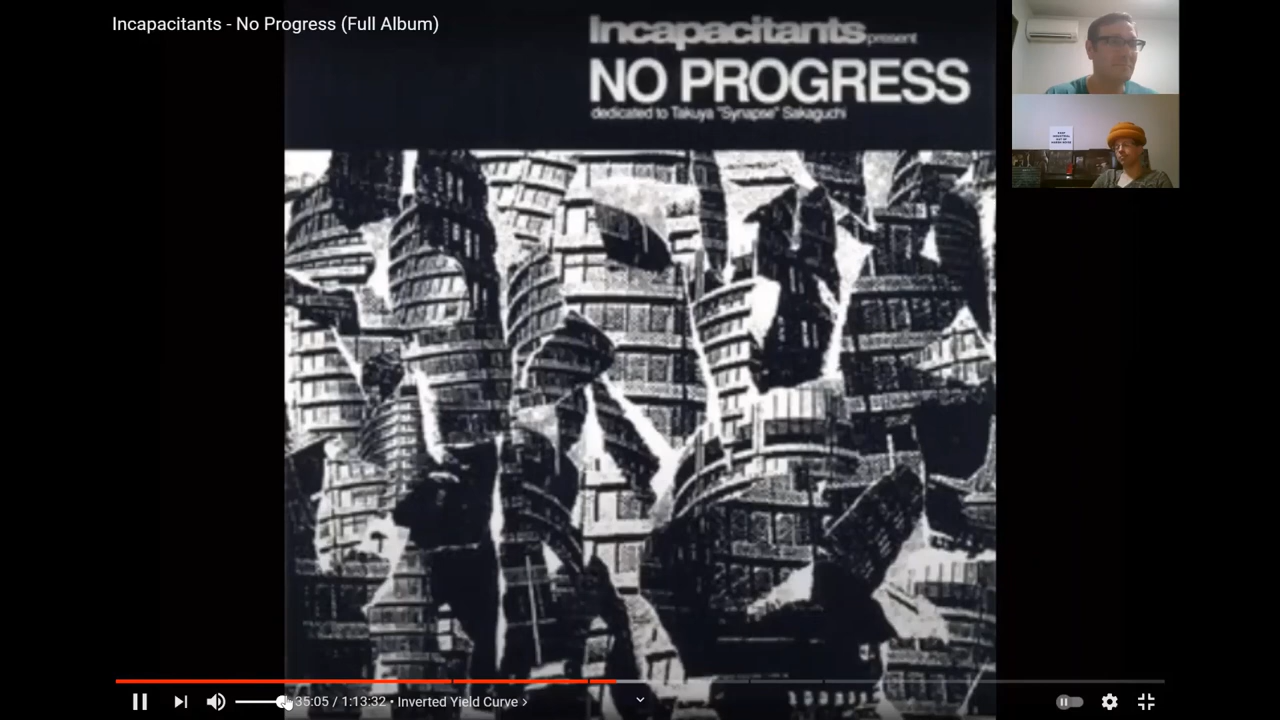 Incapacitants - No Progress (Full Album)
Incapacitants present
NO PROGRESS
dedicated to Takuya "Synapse" Sakaguchi
35:05 / 1:13:32 • Inverted Yield Curve >